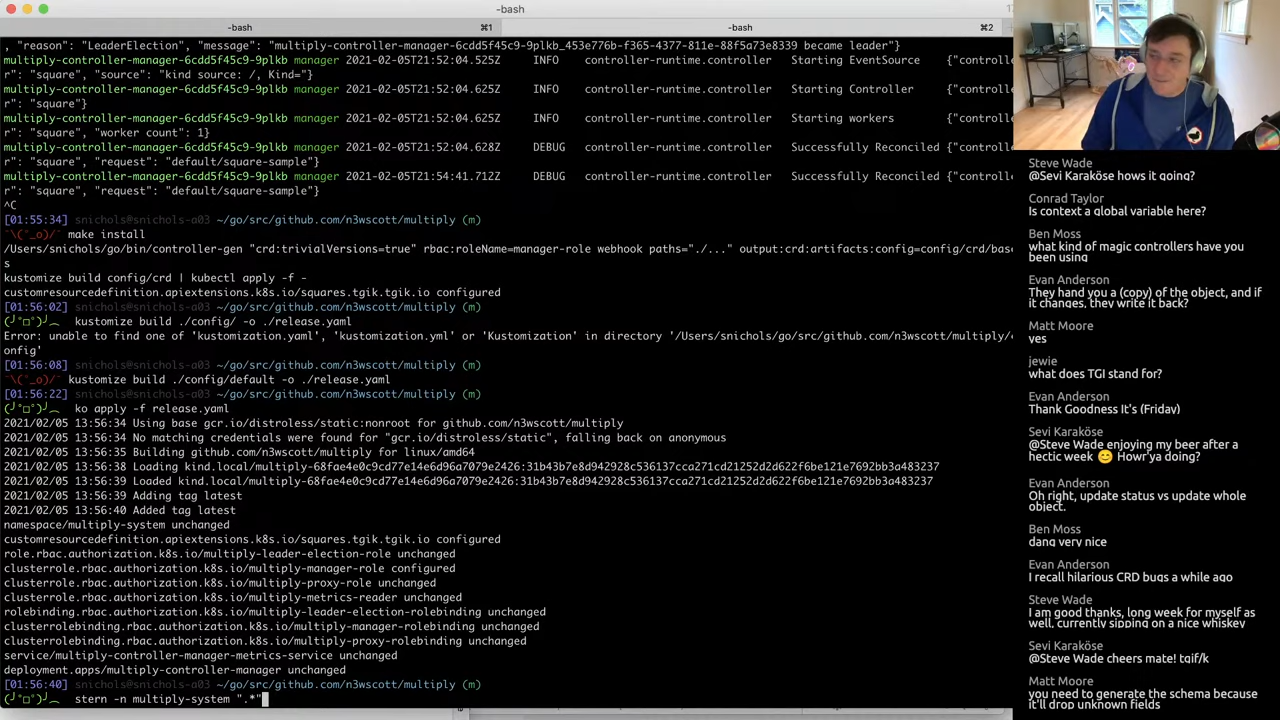 -bash
-bash ⌘1
-bash ⌘2
, "reason": "LeaderElection", "message": "multiply-controller-manager-6cdd5f45c9-9plkb_453e776b-f365-4377-811e-88f5a73e8339 became leader"}
multiply-controller-manager-6cdd5f45c9-9plkb manager 2021-02-05T21:52:04.525Z INFO controller-runtime.controller Starting EventSource {"controlle
r": "square", "source": "kind source: /, Kind="}
multiply-controller-manager-6cdd5f45c9-9plkb manager 2021-02-05T21:52:04.625Z INFO controller-runtime.controller Starting Controller {"controlle
r": "square"}
multiply-controller-manager-6cdd5f45c9-9plkb manager 2021-02-05T21:52:04.625Z INFO controller-runtime.controller Starting workers {"controlle
r": "square", "worker count": 1}
multiply-controller-manager-6cdd5f45c9-9plkb manager 2021-02-05T21:52:04.628Z DEBUG controller-runtime.controller Successfully Reconciled {"controlle
r": "square", "request": "default/square-sample"}
multiply-controller-manager-6cdd5f45c9-9plkb manager 2021-02-05T21:54:41.712Z DEBUG controller-runtime.controller Successfully Reconciled {"controlle
r": "square", "request": "default/square-sample"}
^C
[01:55:34] snichols@snichols-a03 ~/go/src/github.com/n3wscott/multiply (m)
¯\(°_o)/¯ make install
/Users/snichols/go/bin/controller-gen "crd:trivialVersions=true" rbac:roleName=manager-role webhook paths="./..." output:crd:artifacts:config=config/crd/base
s
kustomize build config/crd | kubectl apply -f -
customresourcedefinition.apiextensions.k8s.io/squares.tgik.tgik.io configured
[01:56:02] snichols@snichols-a03 ~/go/src/github.com/n3wscott/multiply (m)
(╯°□°)╯︵ kustomize build ./config/ -o ./release.yaml
Error: unable to find one of 'kustomization.yaml', 'kustomization.yml' or 'Kustomization' in directory '/Users/snichols/go/src/github.com/n3wscott/multiply/c
onfig'
[01:56:08] snichols@snichols-a03 ~/go/src/github.com/n3wscott/multiply (m)
¯\(°_o)/¯ kustomize build ./config/default -o ./release.yaml
[01:56:22] snichols@snichols-a03 ~/go/src/github.com/n3wscott/multiply (m)
(╯°□°)╯︵ ko apply -f release.yaml
2021/02/05 13:56:34 Using base gcr.io/distroless/static:nonroot for github.com/n3wscott/multiply
2021/02/05 13:56:34 No matching credentials were found for "gcr.io/distroless/static", falling back on anonymous
2021/02/05 13:56:35 Building github.com/n3wscott/multiply for linux/amd64
2021/02/05 13:56:38 Loading kind.local/multiply-68fae4e0c9cd77e14e6d96a7079e2426:31b43b7e8d942928c536137cca271cd21252d2d622f6be121e7692bb3a483237
2021/02/05 13:56:39 Loaded kind.local/multiply-68fae4e0c9cd77e14e6d96a7079e2426:31b43b7e8d942928c536137cca271cd21252d2d622f6be121e7692bb3a483237
2021/02/05 13:56:39 Adding tag latest
2021/02/05 13:56:40 Added tag latest
namespace/multiply-system unchanged
customresourcedefinition.apiextensions.k8s.io/squares.tgik.tgik.io configured
role.rbac.authorization.k8s.io/multiply-leader-election-role unchanged
clusterrole.rbac.authorization.k8s.io/multiply-manager-role configured
clusterrole.rbac.authorization.k8s.io/multiply-proxy-role unchanged
clusterrole.rbac.authorization.k8s.io/multiply-metrics-reader unchanged
rolebinding.rbac.authorization.k8s.io/multiply-leader-election-rolebinding unchanged
clusterrolebinding.rbac.authorization.k8s.io/multiply-manager-rolebinding unchanged
clusterrolebinding.rbac.authorization.k8s.io/multiply-proxy-rolebinding unchanged
service/multiply-controller-manager-metrics-service unchanged
deployment.apps/multiply-controller-manager unchanged
[01:56:40] snichols@snichols-a03 ~/go/src/github.com/n3wscott/multiply (m)
(╯°□°)╯︵ stern -n multiply-system ".*"
Steve Wade
@Sevi Karaköse hows it going?
Conrad Taylor
Is context a global variable here?
Ben Moss
what kind of magic controllers have you
been using
Evan Anderson
They hand you a (copy) of the object, and if
it changes, they write it back?
Matt Moore
yes
jewie
what does TGI stand for?
Evan Anderson
Thank Goodness It's (Friday)
Sevi Karaköse
@Steve Wade enjoying my beer after a
hectic week 😊 Howr'ya doing?
Evan Anderson
Oh right, update status vs update whole
object.
Ben Moss
dang very nice
Evan Anderson
I recall hilarious CRD bugs a while ago
Steve Wade
I am good thanks, long week for myself as
well, currently sipping on a nice whiskey
Sevi Karaköse
@Steve Wade cheers mate! tgif/k
Matt Moore
you need to generate the schema because
it'll drop unknown fields